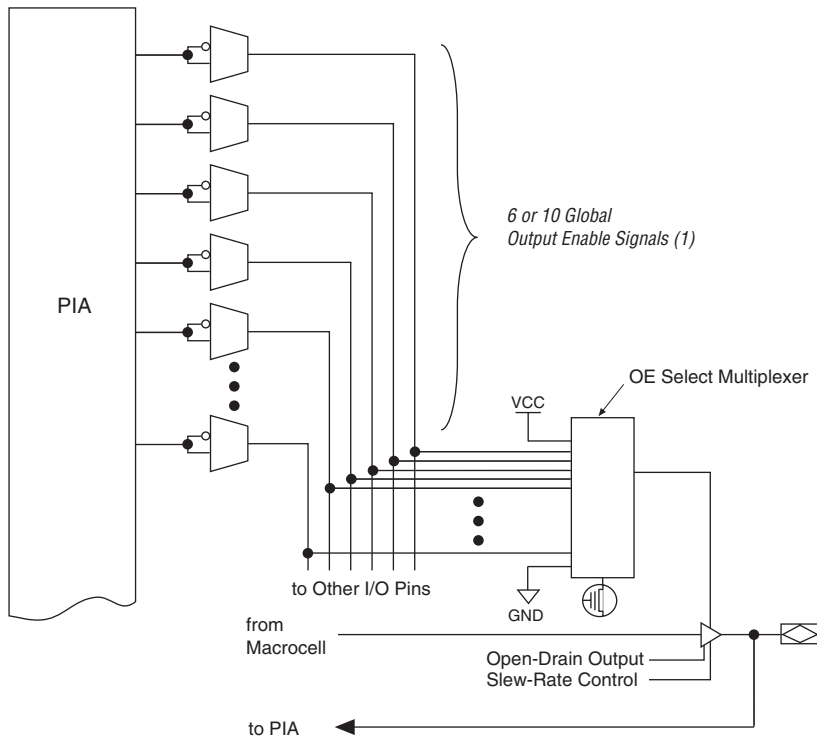 PIA
6 or 10 Global
Output Enable Signals (1)
OE Select Multiplexer
VCC
to Other I/O Pins
GND
from
Macrocell
Open-Drain Output
Slew-Rate Control
to PIA